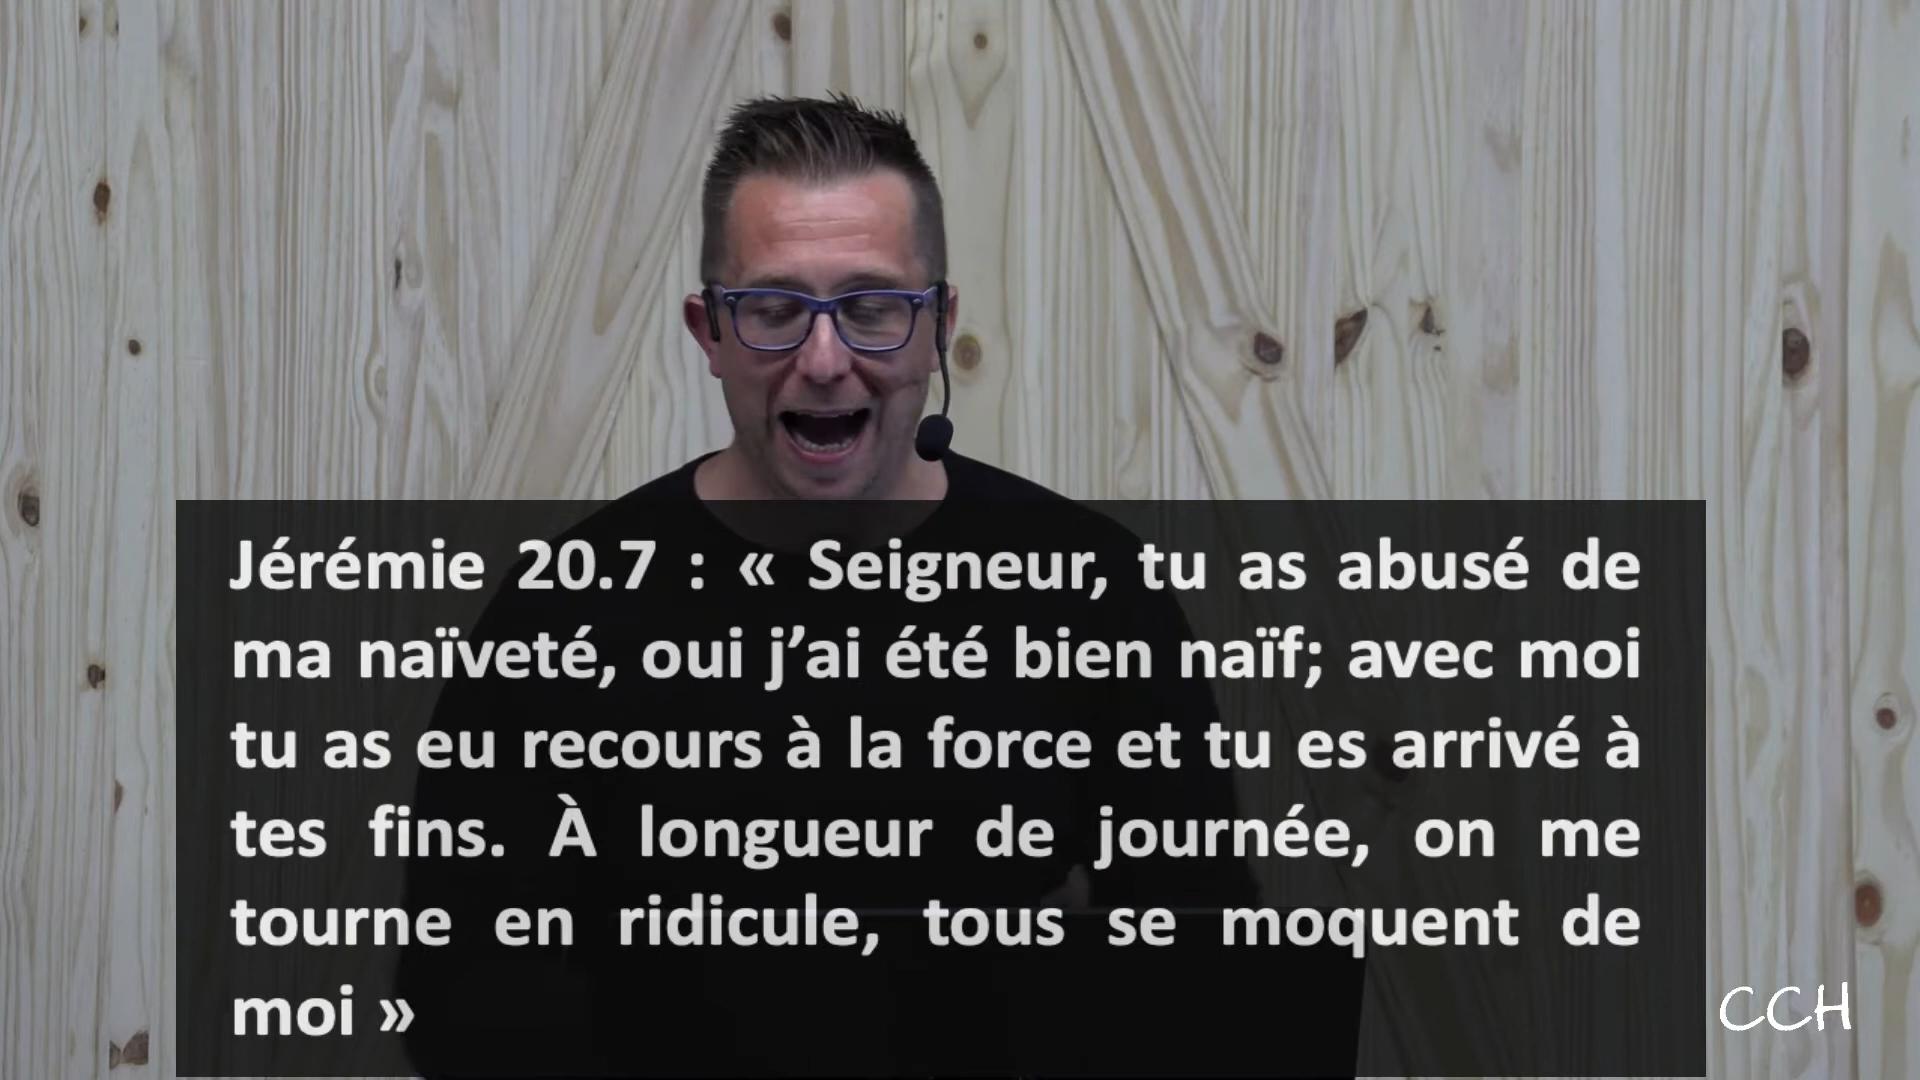 Jérémie 20.7 : « Seigneur, tu as abusé de
ma naïveté, oui j’ai été bien naïf; avec moi
tu as eu recours à la force et tu es arrivé à
tes fins. À longueur de journée, on me
tourne en ridicule, tous se moquent de
moi »
CCH